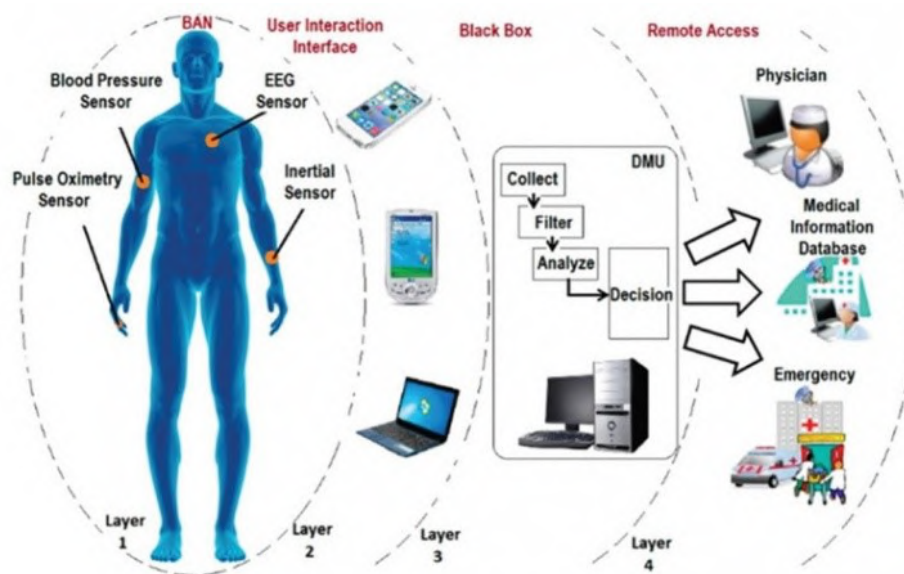 BAN
User Interaction
Interface
Black Box
Remote Access
Blood Pressure
Sensor
EEG
Sensor
Pulse Oximetry
Sensor
Inertial
Sensor
DMU
Collect
Filter
Analyze
Decision
Physician
Medical
Information
Database
Emergency
Layer
1
Layer
2
Layer
3
Layer
4